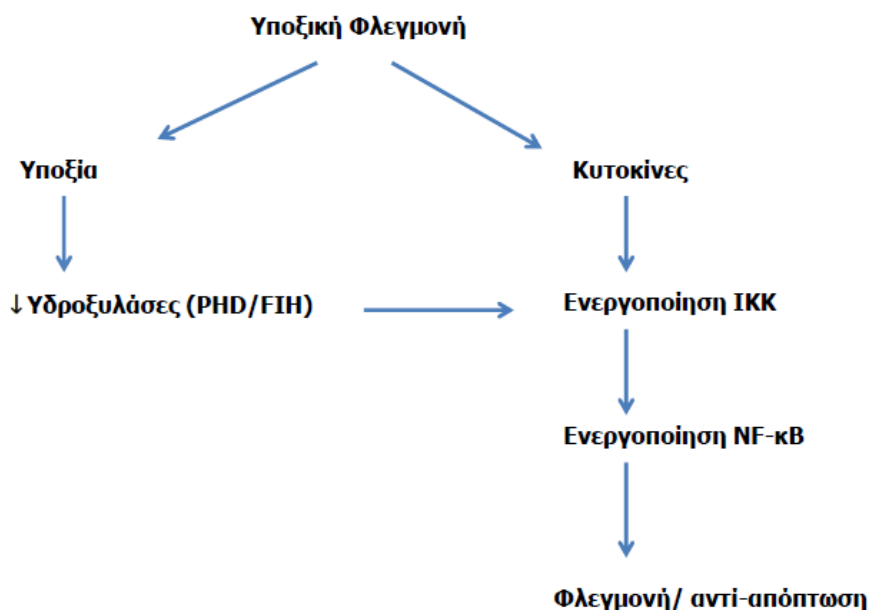 Υποξική Φλεγμονή
Υποξία
Κυτοκίνες
↓Υδροξυλάσες (PHD/FIH)
Ενεργοποίηση ΙΚΚ
Ενεργοποίηση NF-κB
Φλεγμονή/ αντί-απόπτωση